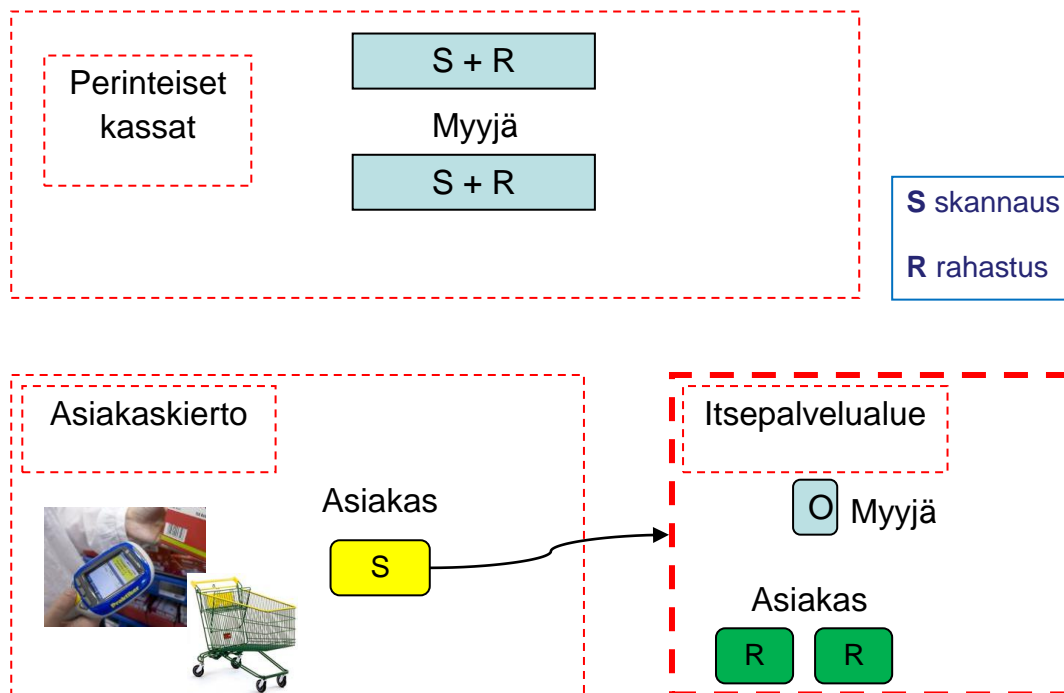 Perinteiset
kassat
S + R
Myyjä
S + R
S skannaus
R rahastus
Asiakaskierto
Asiakas
S
Itsepalvelualue
O Myyjä
Asiakas
R R